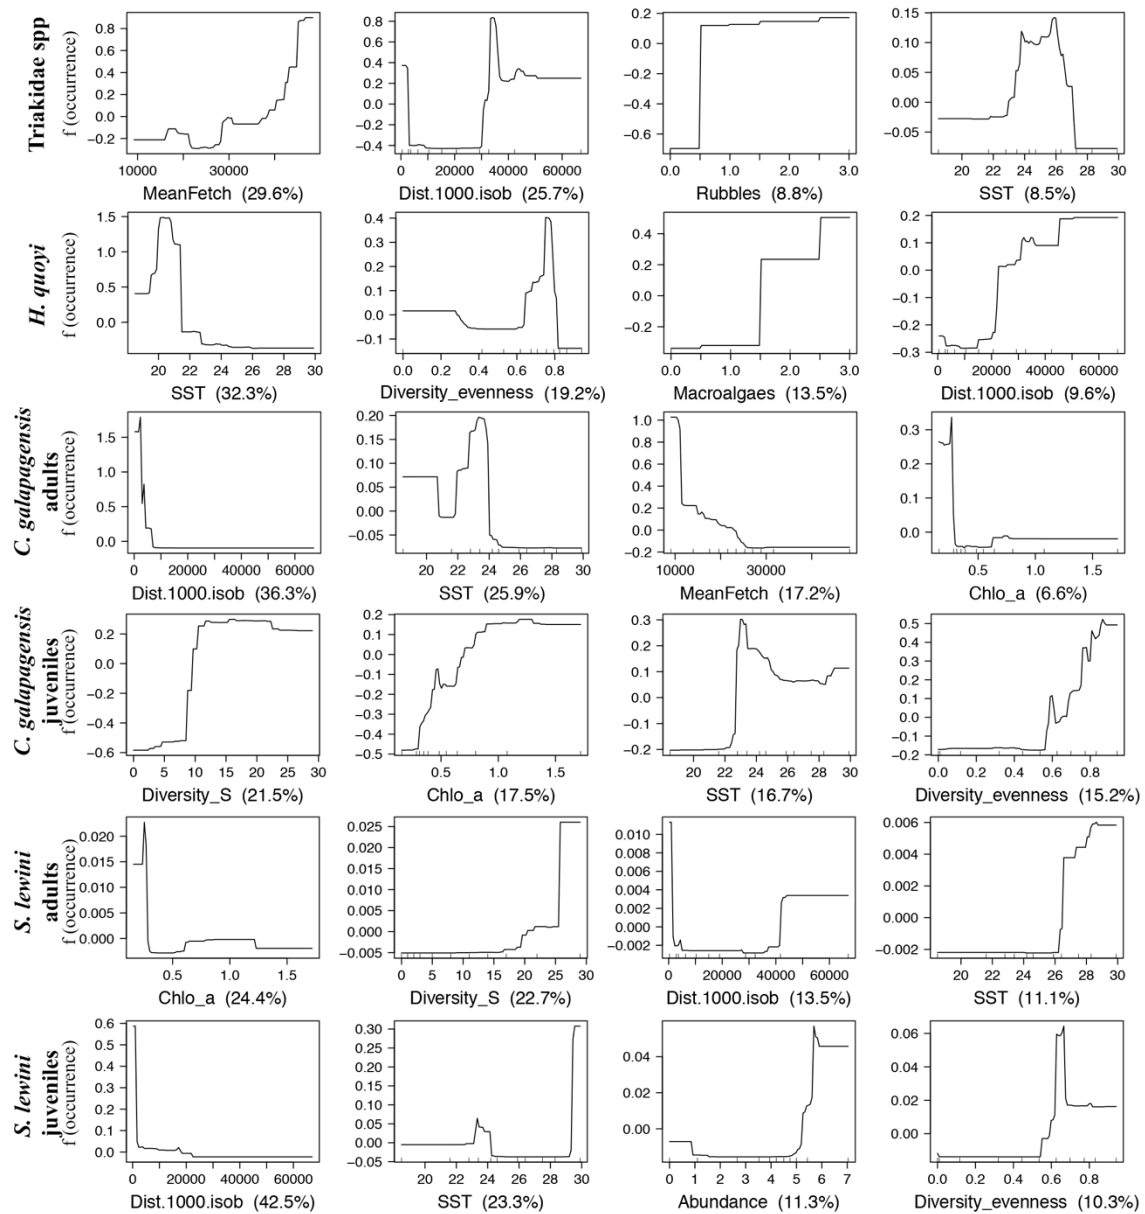 Triakidae spp
f (occurrence)
0.8
0.6
0.4
0.2
0.0
−0.2
10000 30000
MeanFetch (29.6%)
0.8
0.6
0.4
0.2
0.0
−0.2
−0.4
0 20000 40000 60000
Dist.1000.isob (25.7%)
0.2
0.0
−0.2
−0.4
−0.6
0.0 1.0 2.0 3.0
Rubbles (8.8%)
0.15
0.10
0.05
0.00
−0.05
20 22 24 26 28 30
SST (8.5%)
H. quoyi
f (occurrence)
1.5
1.0
0.5
0.0
20 22 24 26 28 30
SST (32.3%)
0.4
0.3
0.2
0.1
0.0
−0.1
0.0 0.2 0.4 0.6 0.8
Diversity_evenness (19.2%)
0.4
0.2
0.0
−0.2
0.0 1.0 2.0 3.0
Macroalgaes (13.5%)
0.2
0.1
0.0
−0.1
−0.2
−0.3
0 20000 40000 60000
Dist.1000.isob (9.6%)
C. galapagensis
adults
f (occurrence)
1.5
1.0
0.5
0.0
0 20000 40000 60000
Dist.1000.isob (36.3%)
0.20
0.15
0.10
0.05
0.00
−0.05
20 22 24 26 28 30
SST (25.9%)
1.0
0.8
0.6
0.4
0.2
0.0
−0.2
10000 30000
MeanFetch (17.2%)
0.3
0.2
0.1
0.0
0.5 1.0 1.5
Chlo_a (6.6%)
C. galapagensis
juveniles
f (occurrence)
0.2
0.0
−0.2
−0.4
−0.6
0 5 10 15 20 25 30
Diversity_S (21.5%)
0.2
0.1
0.0
−0.1
−0.2
−0.3
−0.4
−0.5
0.5 1.0 1.5
Chlo_a (17.5%)
0.3
0.2
0.1
0.0
−0.1
−0.2
20 22 24 26 28 30
SST (16.7%)
0.5
0.4
0.3
0.2
0.1
0.0
−0.1
−0.2
0.0 0.2 0.4 0.6 0.8
Diversity_evenness (15.2%)
S. lewini
adults
f (occurrence)
0.020
0.015
0.010
0.005
0.000
0.5 1.0 1.5
Chlo_a (24.4%)
0.025
0.020
0.015
0.010
0.005
0.000
−0.005
0 5 10 15 20 25 30
Diversity_S (22.7%)
0.010
0.008
0.006
0.004
0.002
0.000
−0.002
0 20000 40000 60000
Dist.1000.isob (13.5%)
0.006
0.004
0.002
0.000
−0.002
20 22 24 26 28 30
SST (11.1%)
S. lewini
juveniles
f (occurrence)
0.6
0.5
0.4
0.3
0.2
0.1
0.0
0 20000 40000 60000
Dist.1000.isob (42.5%)
0.30
0.25
0.20
0.15
0.10
0.05
0.00
−0.05
20 22 24 26 28 30
SST (23.3%)
0.04
0.02
0.00
0 1 2 3 4 5 6 7
Abundance (11.3%)
0.06
0.04
0.02
0.00
0.0 0.2 0.4 0.6 0.8
Diversity_evenness (10.3%)